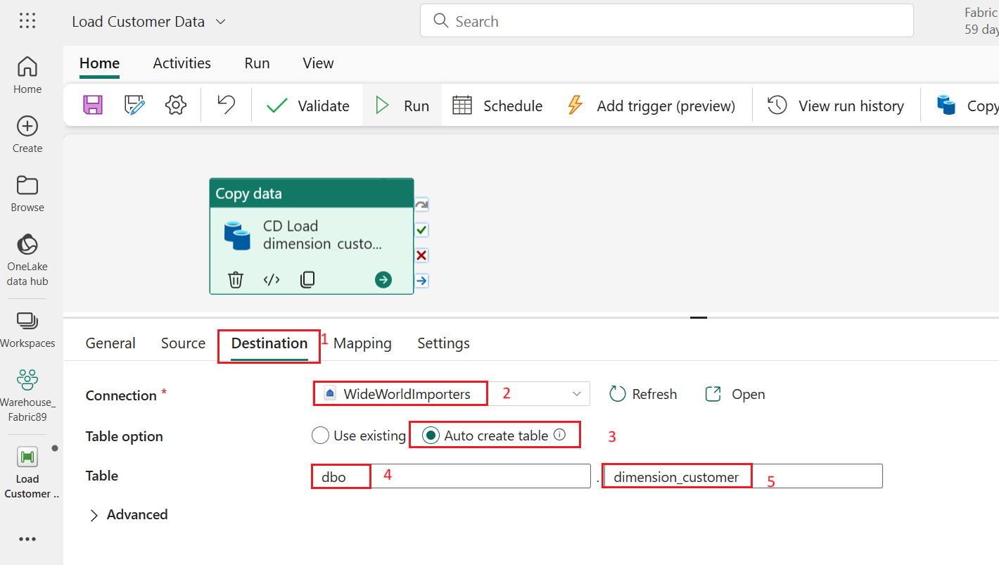 Load Customer Data
Search
Fabric
59 day
Home
Activities
Run
View
Validate
Run
Schedule
Add trigger (preview)
View run history
Copy
Home
Create
Browse
OneLake
data hub
Workspaces
Warehouse_
Fabric89
Load
Customer ..
Copy data
CD Load
dimension_custo...
General
Source
Destination
1
Mapping
Settings
Connection *
WideWorldImporters
2
Refresh
Open
Table option
Use existing
Auto create table
3
Table
dbo
4
.
dimension_customer
5
Advanced